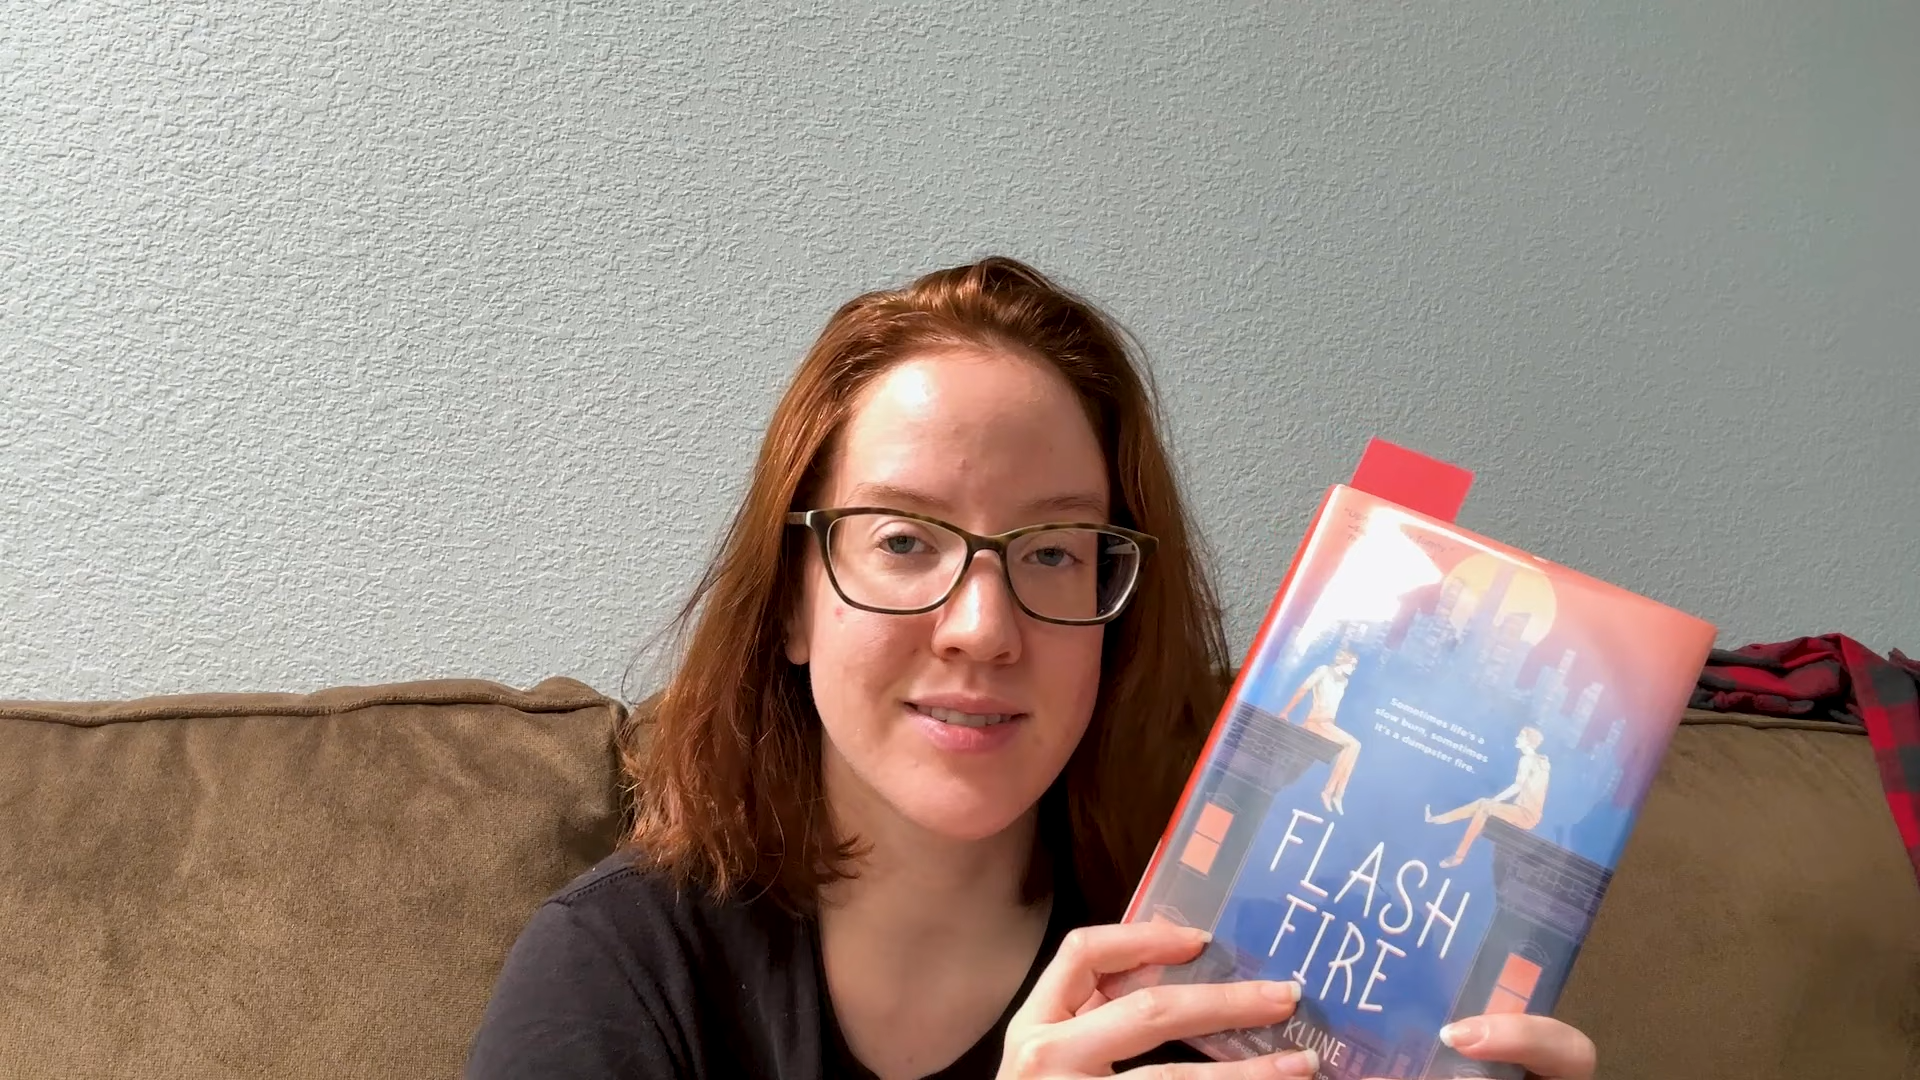 Sometimes life's a
slow burn, sometimes
it's a dumpster fire.
FLASH
FIRE
KLUNE